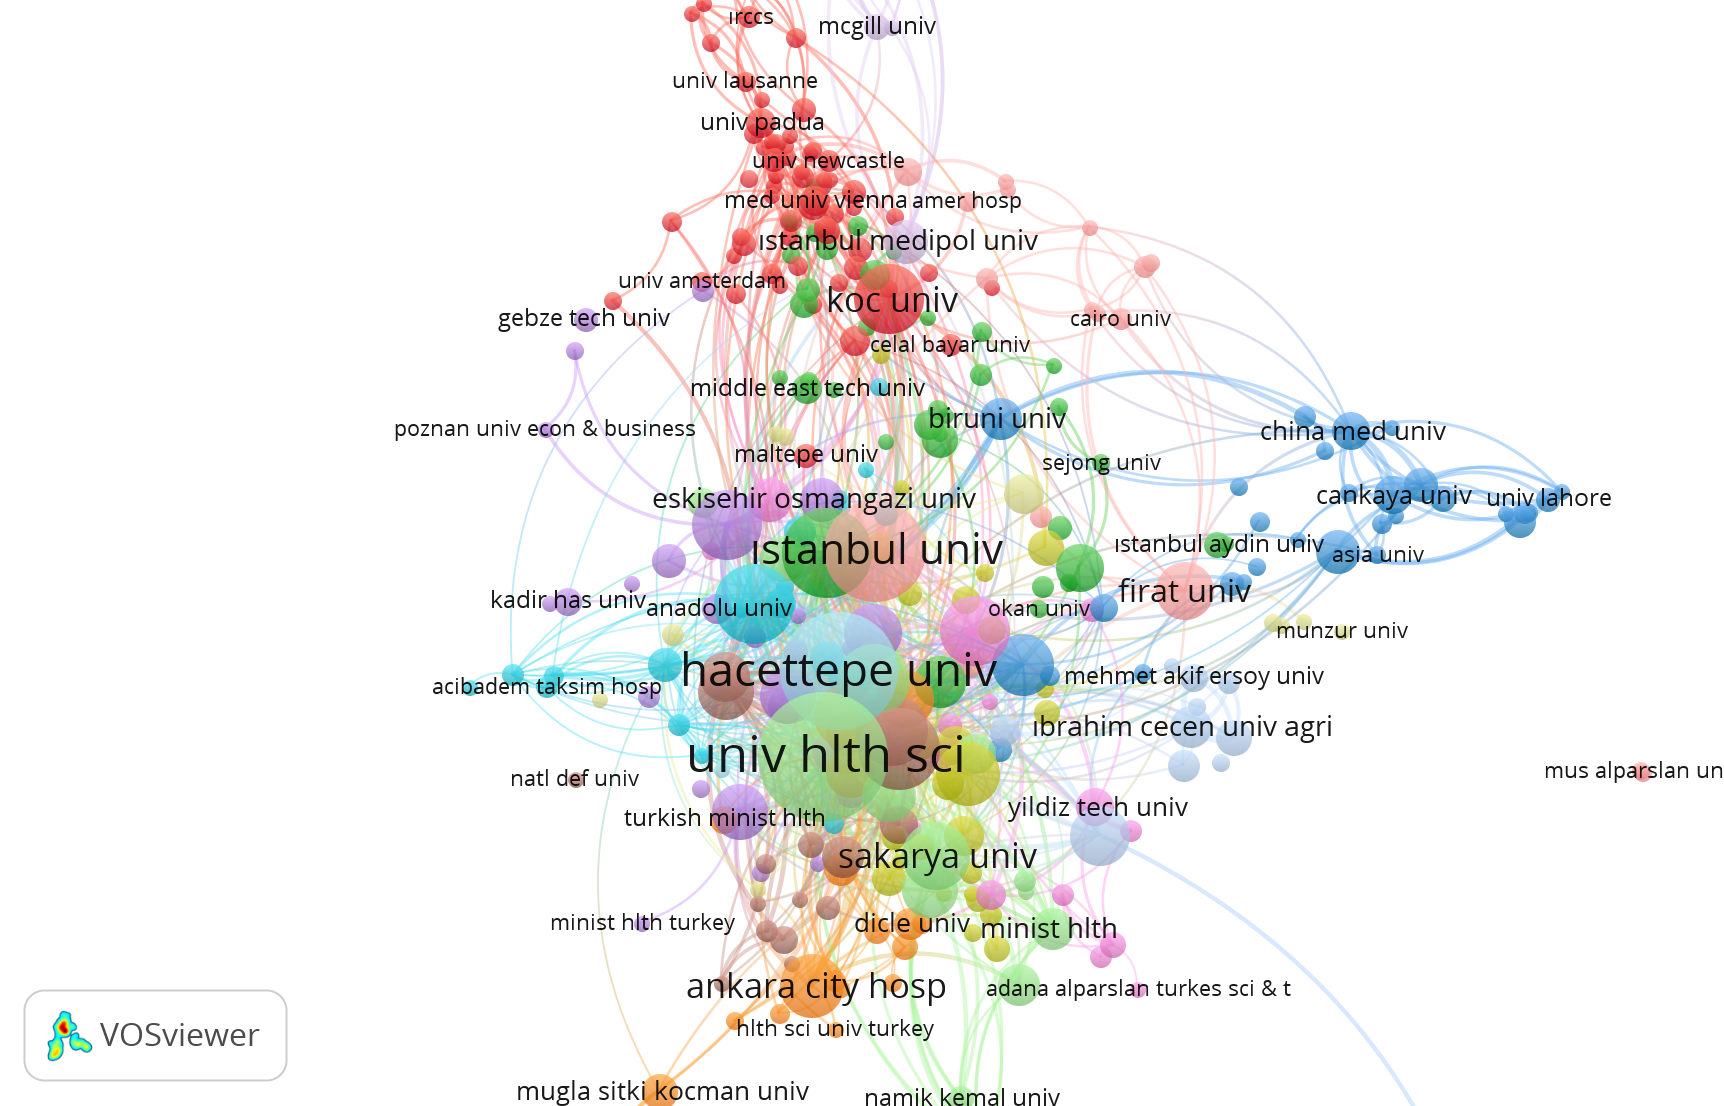 ırccs
mcgill univ
univ lausanne
univ padua
univ newcastle
med univ vienna
amer hosp
ıstanbul medipol univ
univ amsterdam
koc univ
gebze tech univ
cairo univ
celal bayar univ
middle east tech univ
biruni univ
poznan univ econ & business
china med univ
maltepe univ
sejong univ
eskisehir osmangazi univ
cankaya univ
univ lahore
ıstanbul univ
ıstanbul aydin univ
asia univ
firat univ
kadir has univ
anadolu univ
okan univ
munzur univ
hacettepe univ
mehmet akif ersoy univ
acibadem taksim hosp
ıbrahim cecen univ agri
univ hlth sci
natl def univ
mus alparslan un
yildiz tech univ
turkish minist hlth
sakarya univ
minist hlth turkey
dicle univ
minist hlth
ankara city hosp
adana alparslan turkes sci & t
hlth sci univ turkey
VOSviewer
mugla sitki kocman univ
namik kemal univ